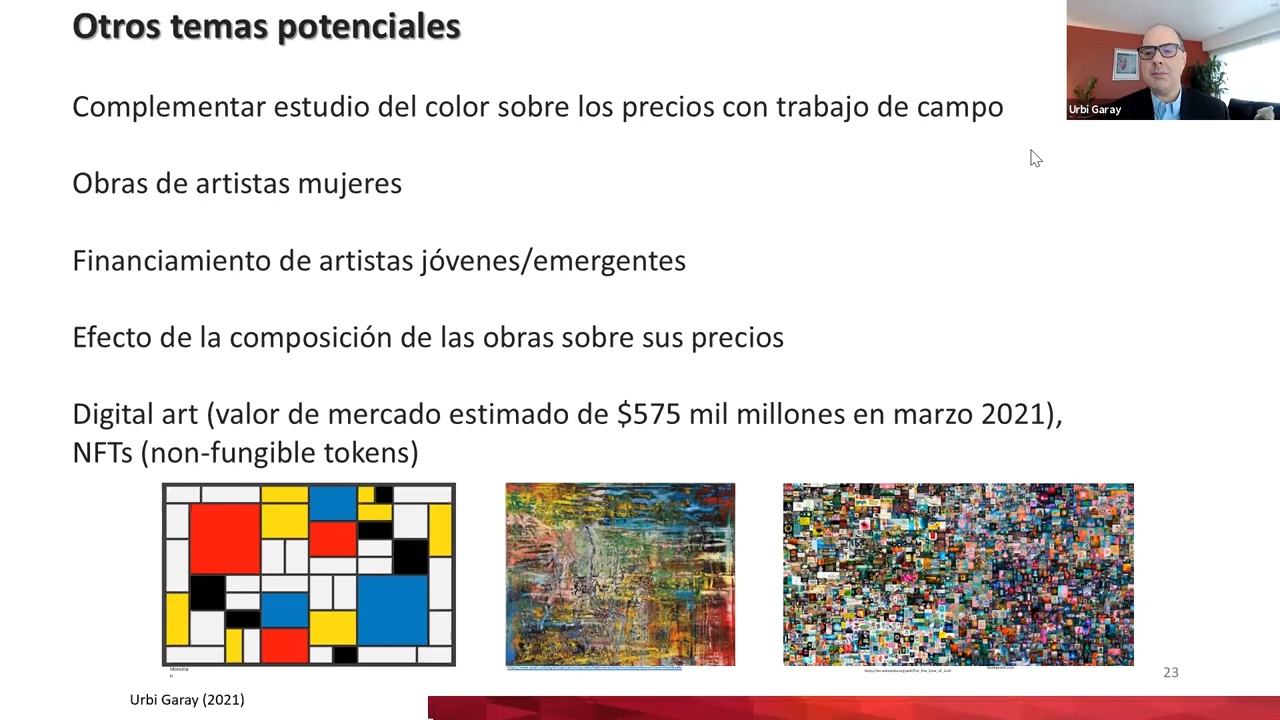 Otros temas potenciales
Urbi Garay
Complementar estudio del color sobre los precios con trabajo de campo
Obras de artistas mujeres
Financiamiento de artistas jóvenes/emergentes
Efecto de la composición de las obras sobre sus precios
Digital art (valor de mercado estimado de $575 mil millones en marzo 2021),
NFTs (non-fungible tokens)
Mondria
n
23
Urbi Garay (2021)